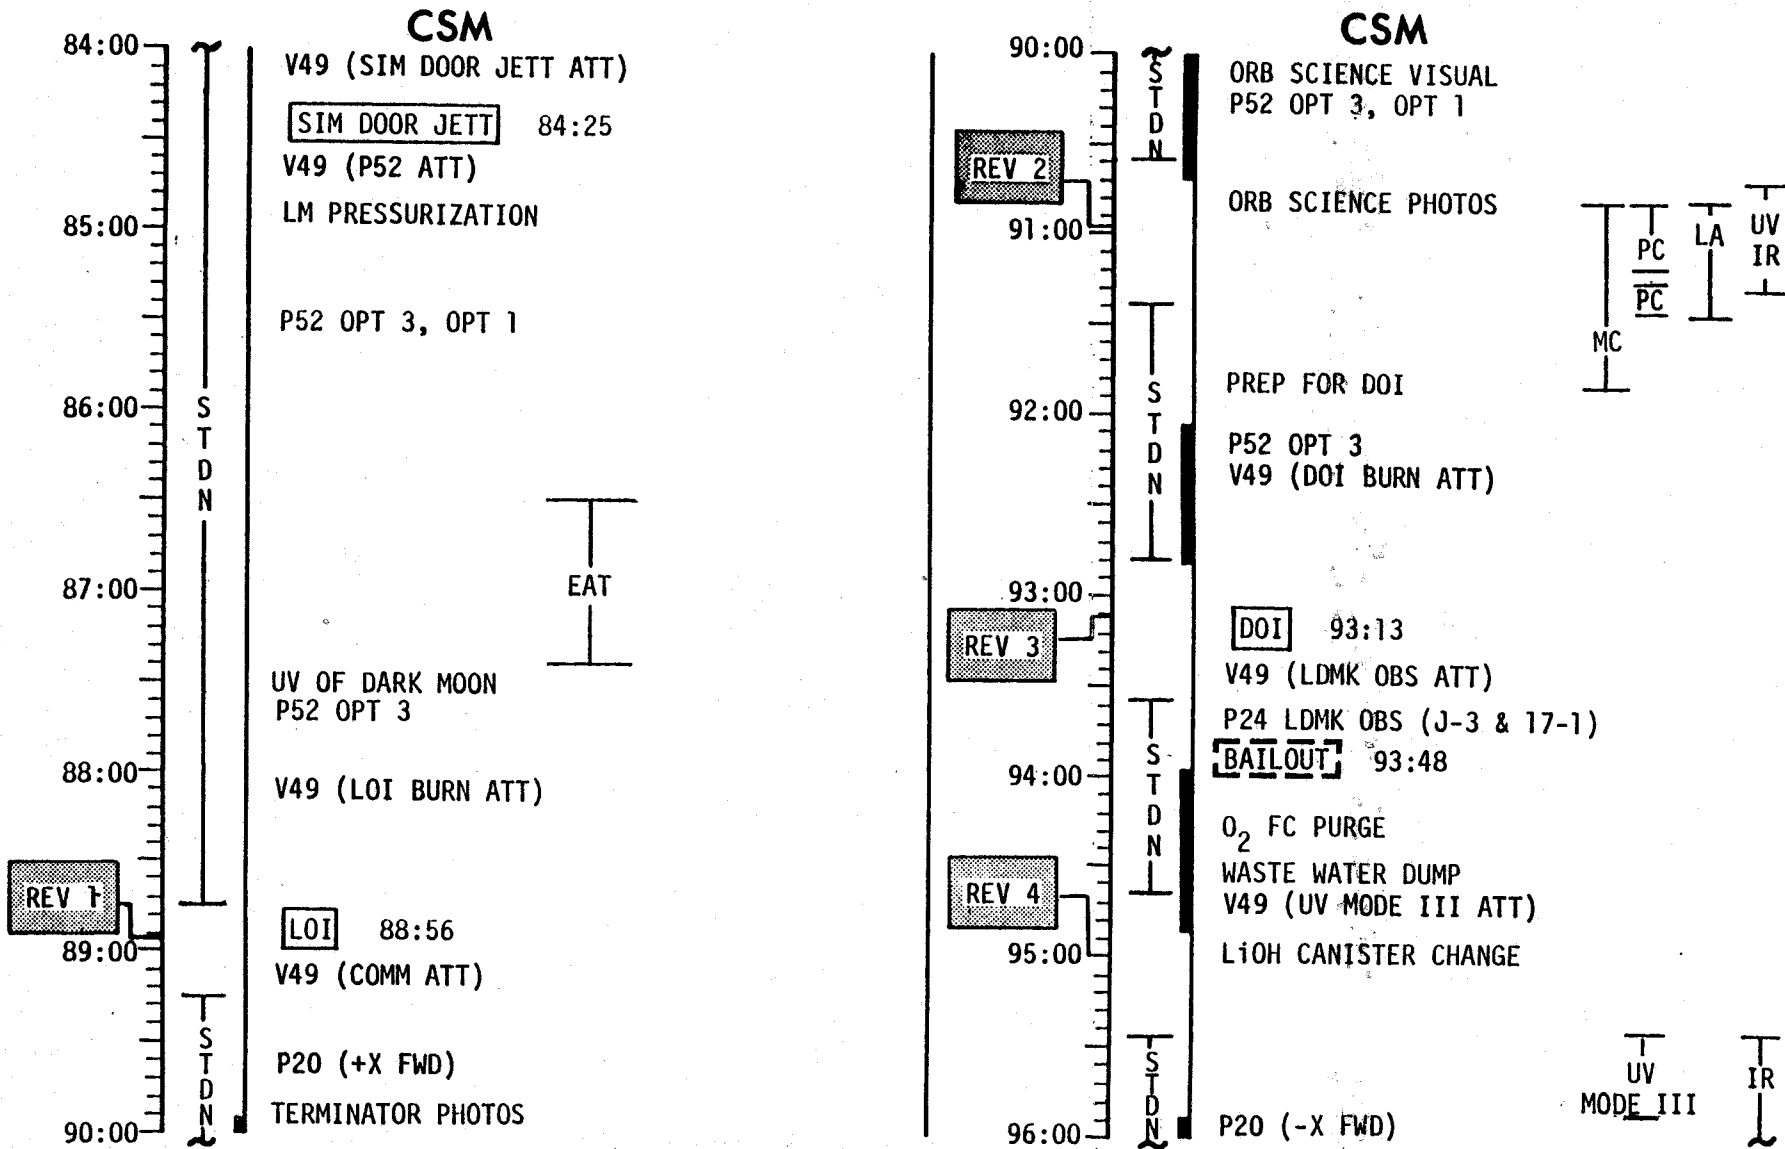 CSM
84:00
V49 (SIM DOOR JETT ATT)
SIM DOOR JETT 84:25
V49 (P52 ATT)
LM PRESSURIZATION
85:00
P52 OPT 3, OPT 1
86:00
STDN
EAT
87:00
UV OF DARK MOON
P52 OPT 3
88:00
V49 (LOI BURN ATT)
REV 1
LOI 88:56
89:00
V49 (COMM ATT)
STDN
P20 (+X FWD)
TERMINATOR PHOTOS
90:00
CSM
90:00
STDN
ORB SCIENCE VISUAL
P52 OPT 3, OPT 1
REV 2
ORB SCIENCE PHOTOS
91:00
MC
PC
PC
LA
UV
IR
PREP FOR DOI
92:00
STDN
P52 OPT 3
V49 (DOI BURN ATT)
93:00
REV 3
DOI 93:13
V49 (LDMK OBS ATT)
P24 LDMK OBS (J-3 & 17-1)
BAILOUT 93:48
94:00
STDN
O2 FC PURGE
WASTE WATER DUMP
REV 4
V49 (UV MODE III ATT)
95:00
LiOH CANISTER CHANGE
STDN
UV
MODE III
IR
P20 (-X FWD)
96:00